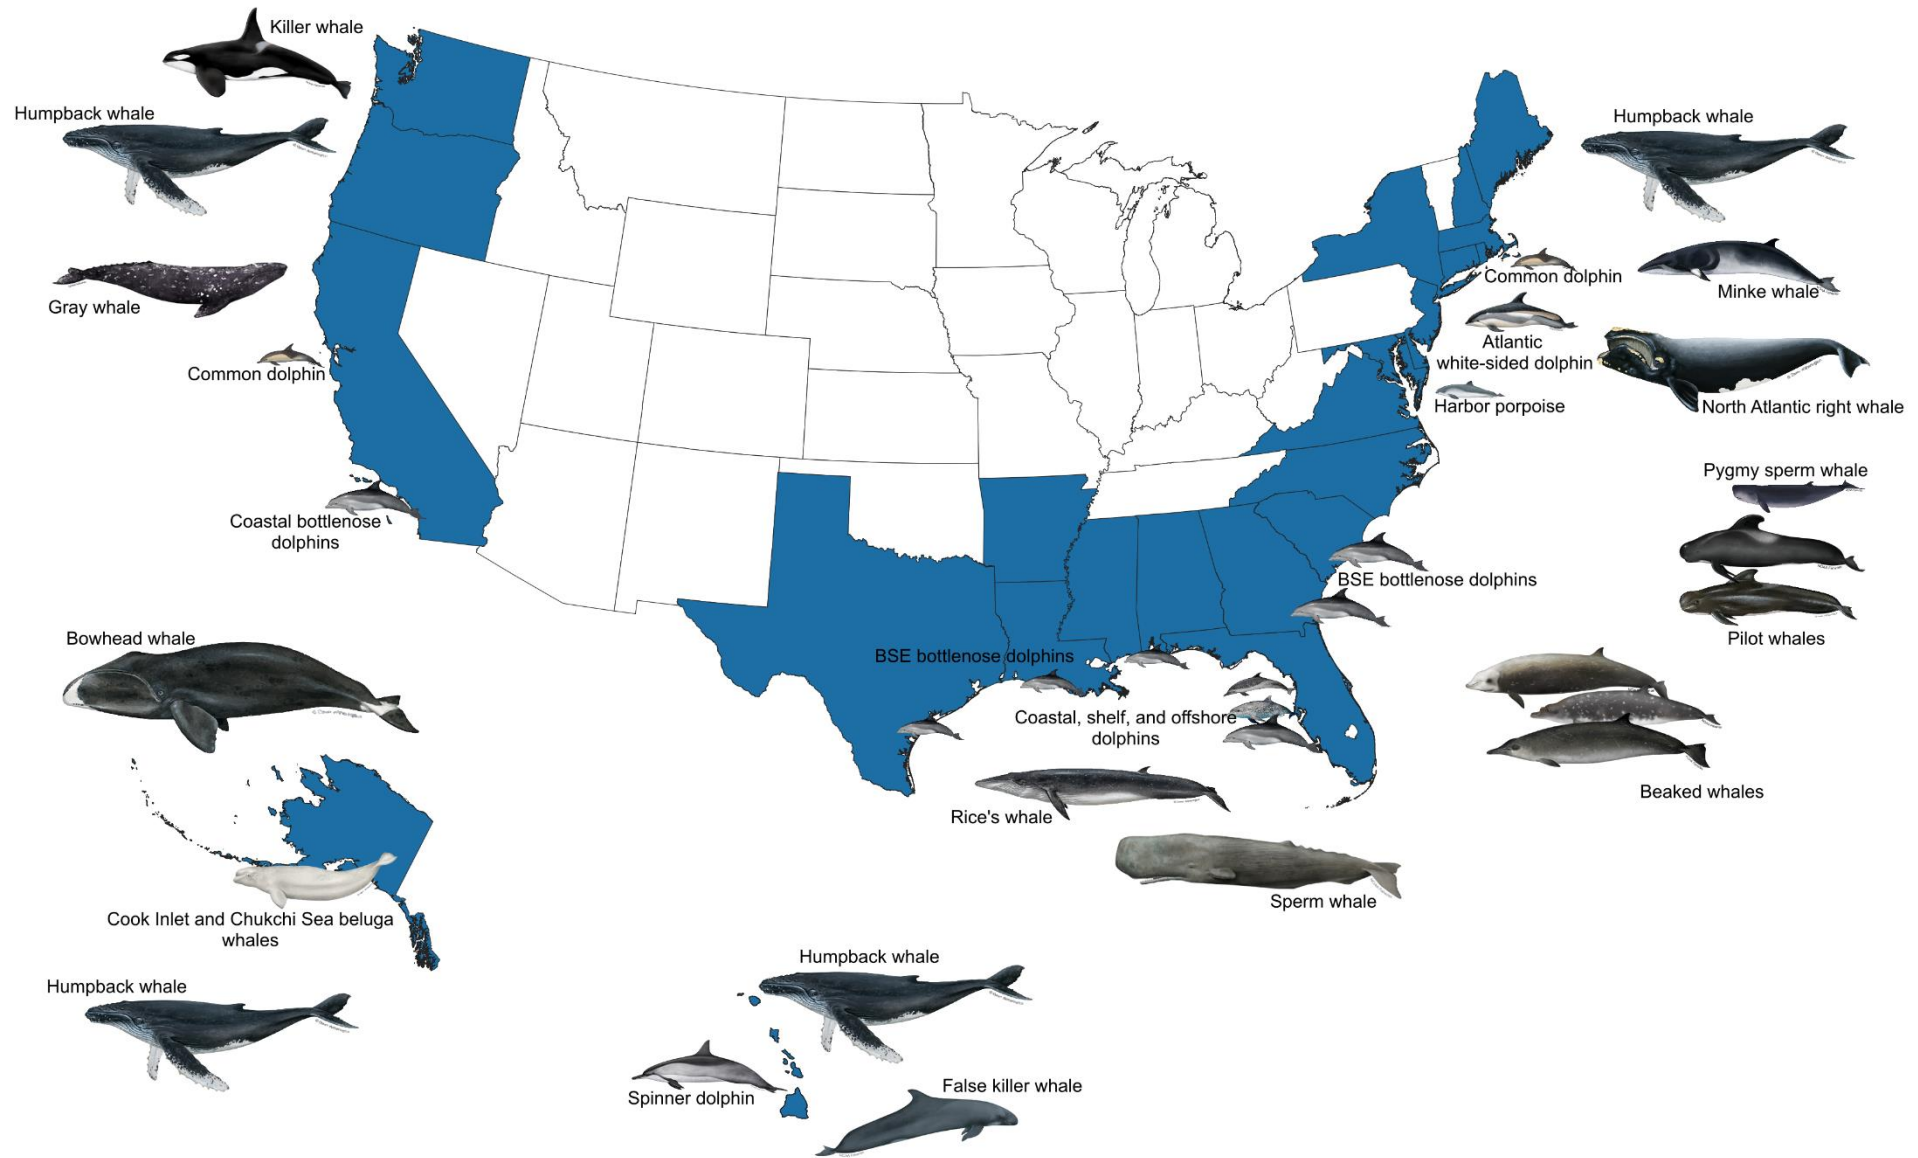 Killer whale
Humpback whale
Gray whale
Common dolphin
Coastal bottlenose
dolphins
Humpback whale
Common dolphin
Minke whale
Atlantic
white-sided dolphin
Harbor porpoise
North Atlantic right whale
Pygmy sperm whale
BSE bottlenose dolphins
Pilot whales
Beaked whales
BSE bottlenose dolphins
Coastal, shelf, and offshore
dolphins
Rice's whale
Sperm whale
Bowhead whale
Cook Inlet and Chukchi Sea beluga
whales
Humpback whale
Humpback whale
Spinner dolphin
False killer whale